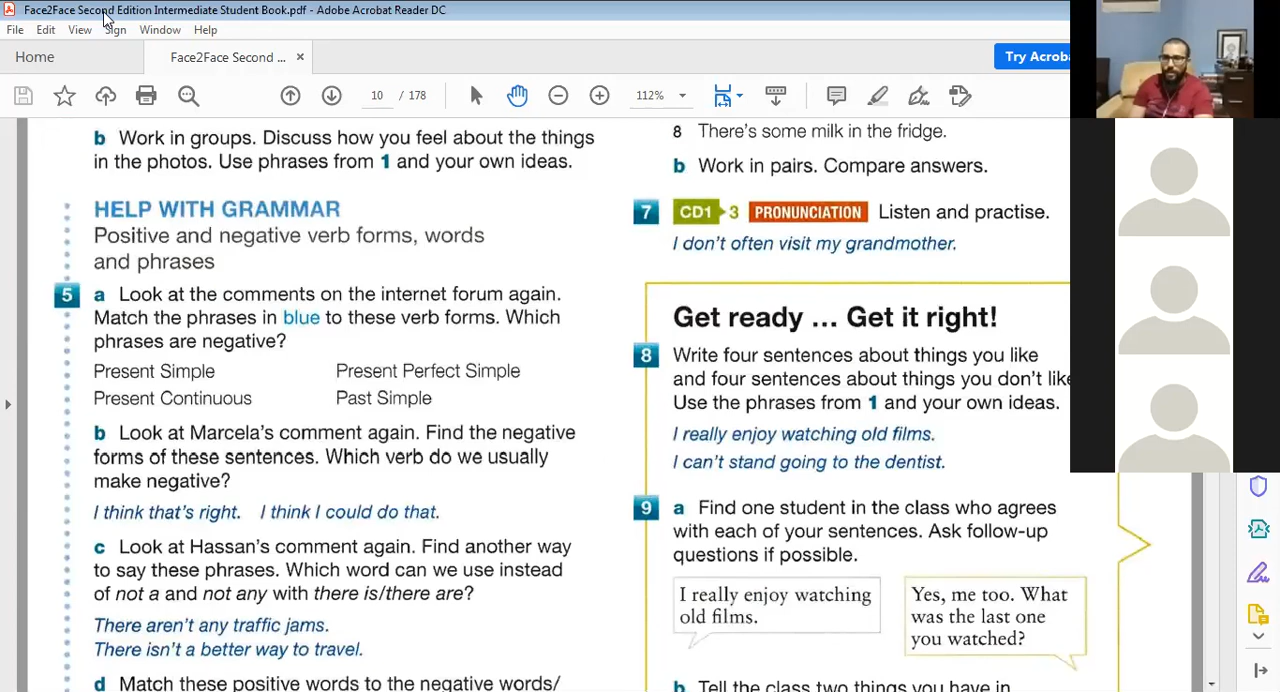 Face2Face Second Edition Intermediate Student Book.pdf - Adobe Acrobat Reader DC
File Edit View Sign Window Help
Home
Face2Face Second ... ×
Try Acroba
10 / 178
112%
b Work in groups. Discuss how you feel about the things
in the photos. Use phrases from 1 and your own ideas.
HELP WITH GRAMMAR
Positive and negative verb forms, words
and phrases
5 a Look at the comments on the internet forum again.
Match the phrases in blue to these verb forms. Which
phrases are negative?
Present Simple Present Perfect Simple
Present Continuous Past Simple
b Look at Marcela's comment again. Find the negative
forms of these sentences. Which verb do we usually
make negative?
I think that's right. I think I could do that.
c Look at Hassan's comment again. Find another way
to say these phrases. Which word can we use instead
of not a and not any with there is/there are?
There aren't any traffic jams.
There isn't a better way to travel.
d Match these positive words to the negative words/
8 There's some milk in the fridge.
b Work in pairs. Compare answers.
7 CD1 3 PRONUNCIATION Listen and practise.
I don't often visit my grandmother.
Get ready ... Get it right!
8 Write four sentences about things you like
and four sentences about things you don't like
Use the phrases from 1 and your own ideas.
I really enjoy watching old films.
I can't stand going to the dentist.
9 a Find one student in the class who agrees
with each of your sentences. Ask follow-up
questions if possible.
I really enjoy watching
old films.
Yes, me too. What
was the last one
you watched?
b Tell the class two things you have in